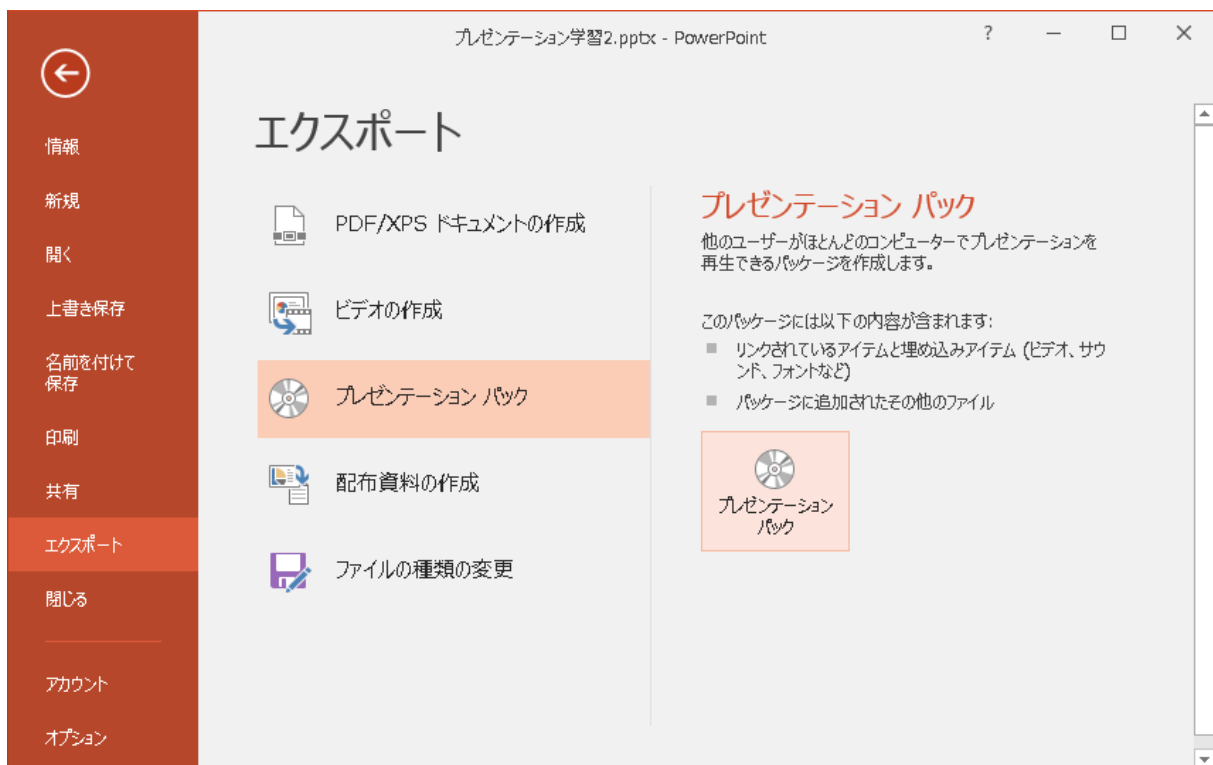 プレゼンテーション学習2.pptx - PowerPoint
?
情報
新規
開く
上書き保存
名前を付けて
保存
印刷
共有
エクスポート
閉じる
アカウント
オプション
エクスポート
PDF/XPS ドキュメントの作成
ビデオの作成
プレゼンテーション パック
配布資料の作成
ファイルの種類の変更
プレゼンテーション パック
他のユーザーがほとんどのコンピューターでプレゼンテーションを
再生できるパッケージを作成します。
このパッケージには以下の内容が含まれます:
リンクされているアイテムと埋め込みアイテム (ビデオ、サウ
ンド、フォントなど)
パッケージに追加されたその他のファイル
プレゼンテーション
パック